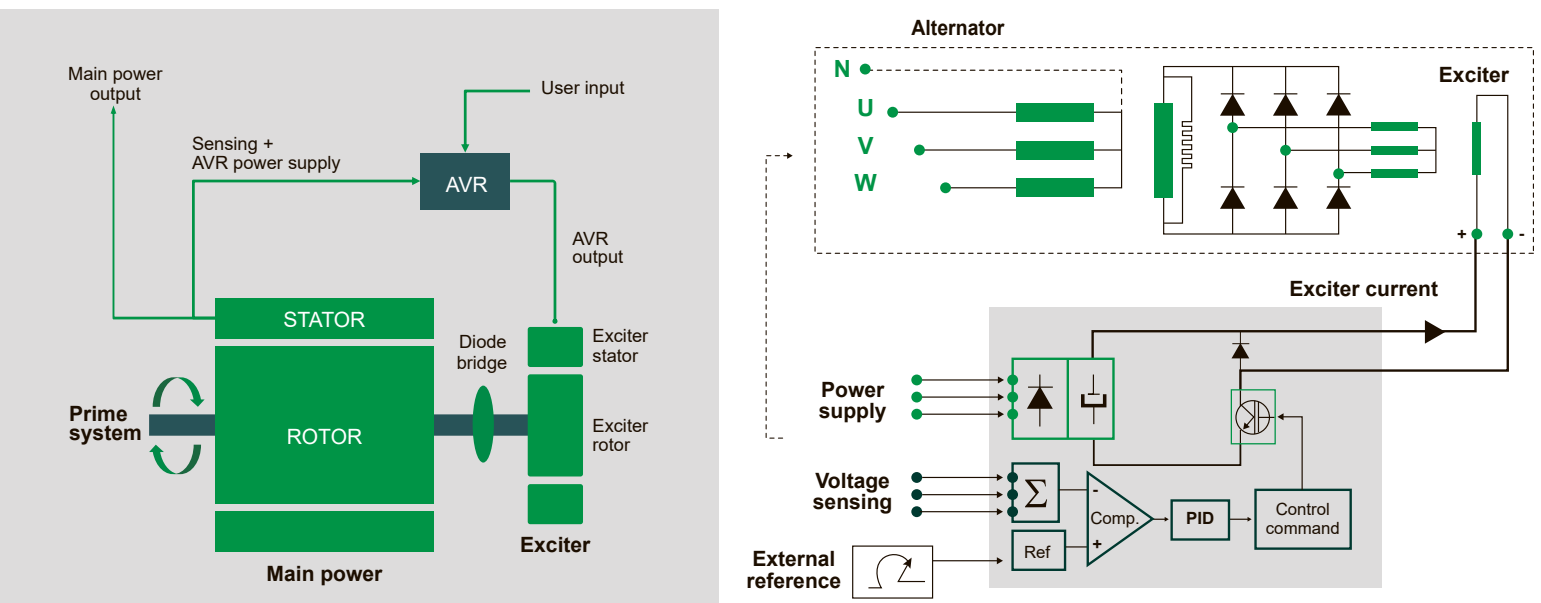 Main power
output
User input
Sensing +
AVR power supply
AVR
AVR
output
STATOR
Diode
bridge
Exciter
stator
Prime
system
ROTOR
Exciter
rotor
Exciter
Main power
Alternator
N
U
V
W
Exciter
+ -
Exciter current
Power
supply
Voltage
sensing
Σ
-
Comp.
+
PID
Control
command
Ref
External
reference